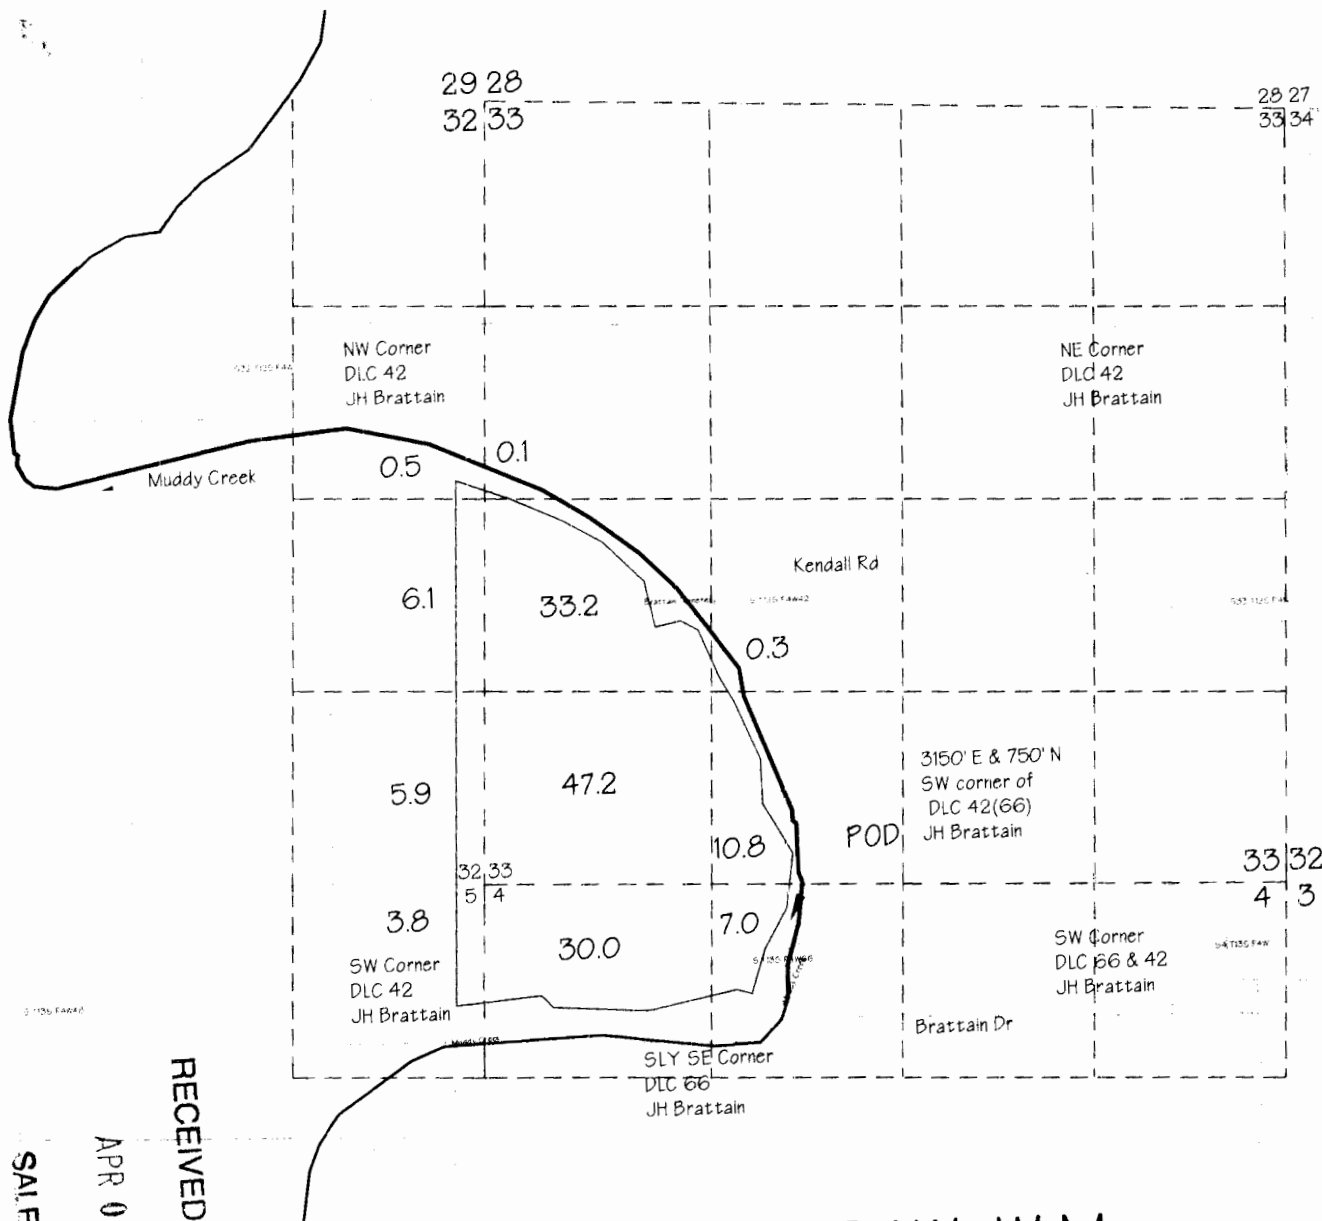 29 28
32 33
28 27
33 34
NW Corner
DLC 42
JH Brattain
NE Corner
DLC 42
JH Brattain
Muddy Creek
0.5
0.1
Kendall Rd
6.1
33.2
0.3
5.9
47.2
3150' E & 750' N
SW corner of
DLC 42(66)
JH Brattain
POD
10.8
32 33
5 4
33 32
4 3
3.8
30.0
7.0
SW Corner
DLC 42
JH Brattain
SW Corner
DLC 66 & 42
JH Brattain
Brattain Dr
SLY SE Corner
DLC 66
JH Brattain
RECEIVED
APR 0